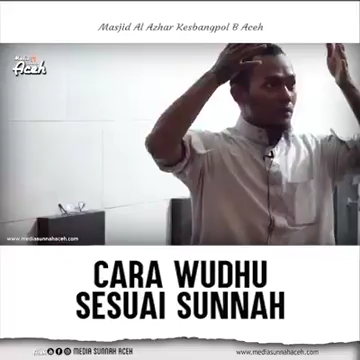 Masjid Al Azhar Kesbangpol B Aceh
Media
Aceh
www.mediasunnahaceh.com
CARA WUDHU
SESUAI SUNNAH
MEDIA SUNNAH ACEH
www.mediasunnahaceh.com